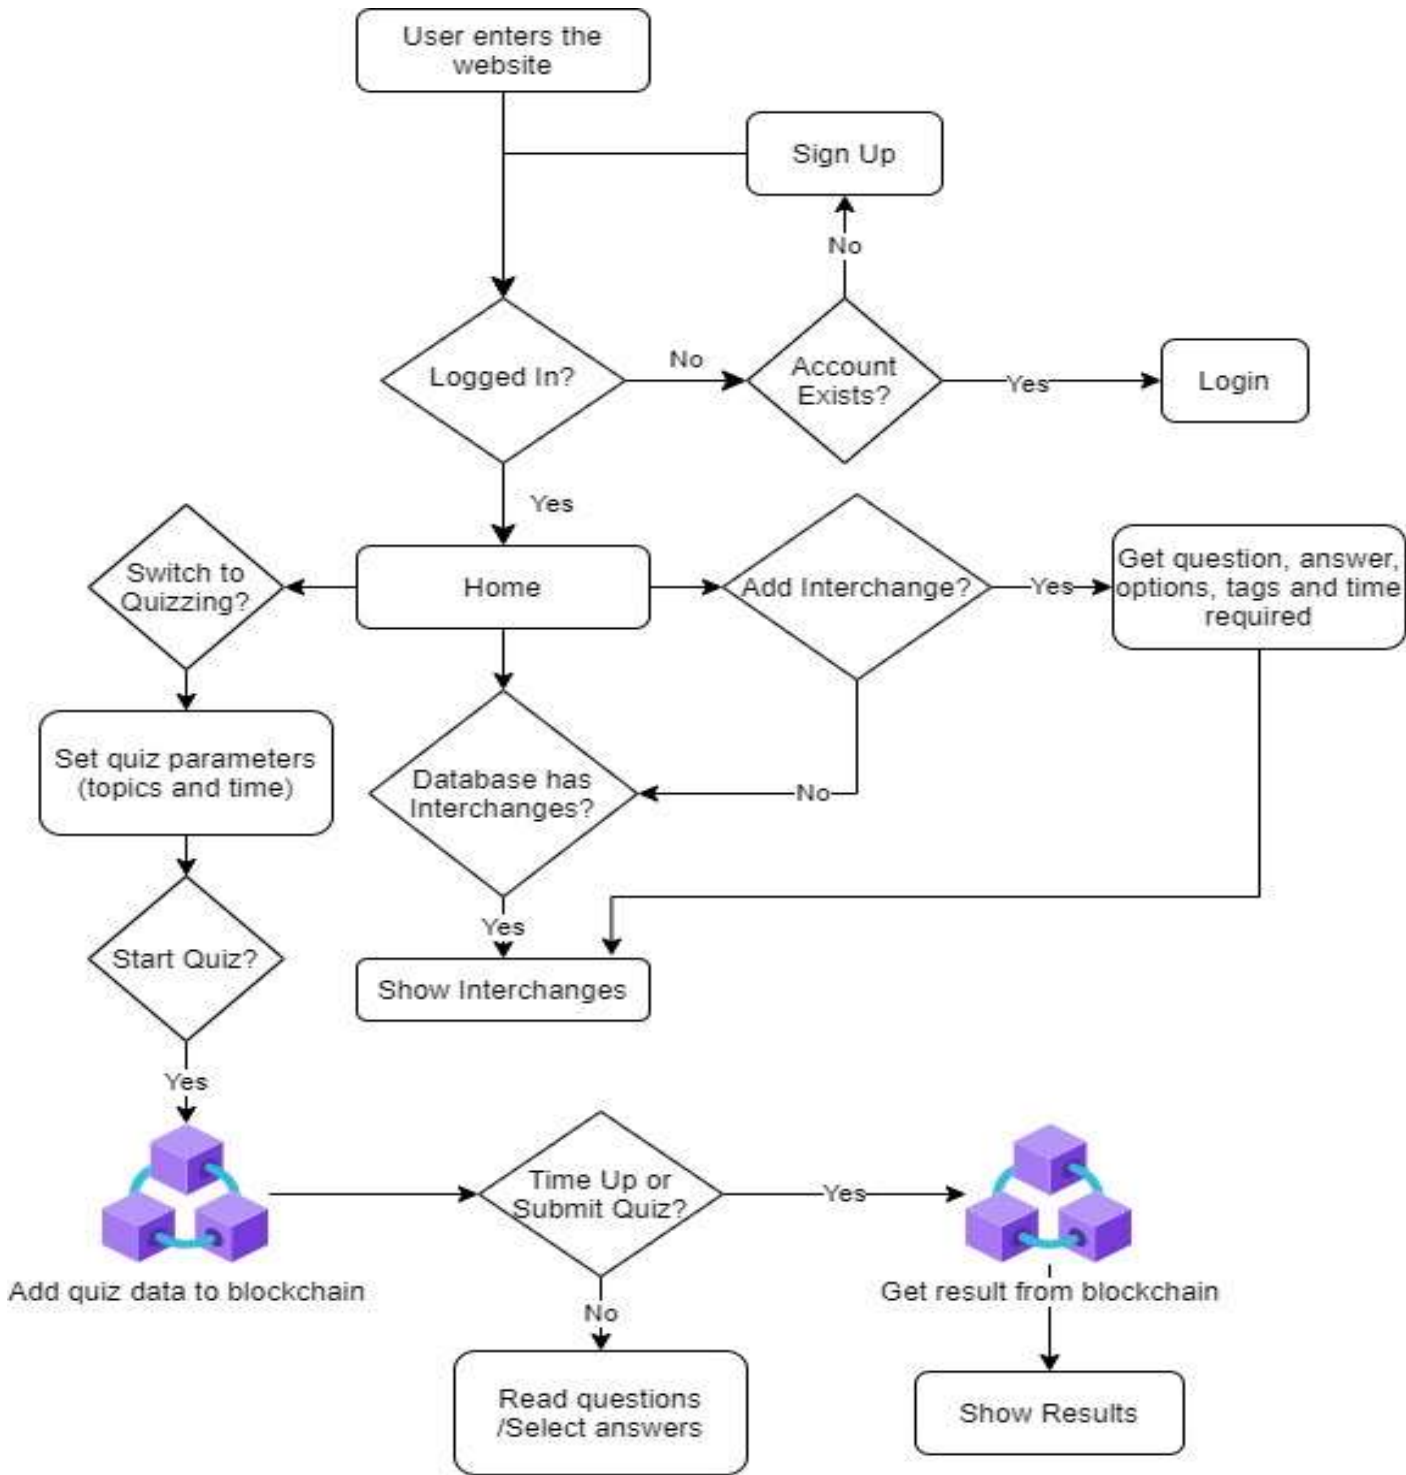 User enters the
website
Sign Up
No
Logged In?
No
Account
Exists?
Yes
Login
Yes
Switch to
Quizzing?
Home
Add Interchange?
Yes
Get question, answer,
options, tags and time
required
Set quiz parameters
(topics and time)
Database has
Interchanges?
No
Yes
Start Quiz?
Show Interchanges
Yes
Time Up or
Submit Quiz?
Yes
Add quiz data to blockchain
Get result from blockchain
No
Read questions
/Select answers
Show Results